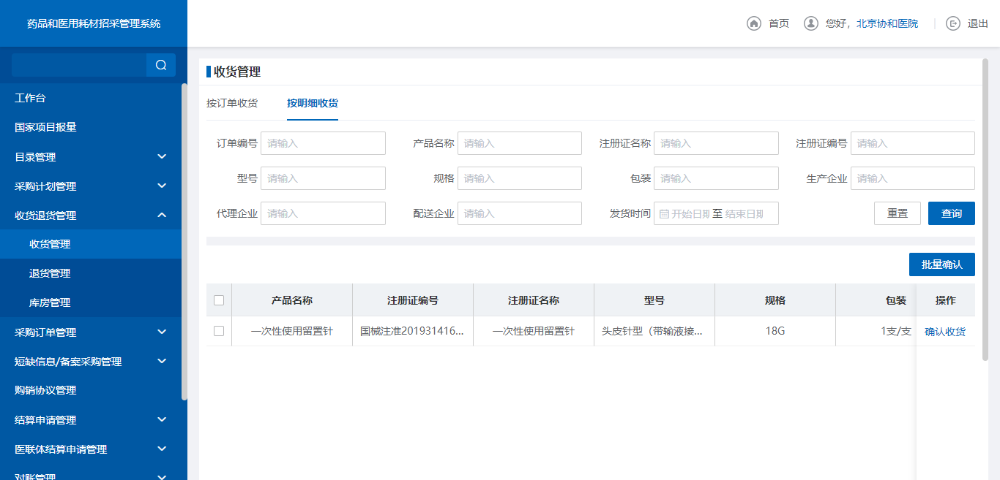 药品和医用耗材招采管理系统
首页 您好，北京协和医院 退出
工作台
国家项目报量
目录管理
采购计划管理
收货退货管理
收货管理
退货管理
库房管理
采购订单管理
短缺信息/备案采购管理
购销协议管理
结算申请管理
医联体结算申请管理
对账管理
收货管理
按订单收货 按明细收货
订单编号 请输入 产品名称 请输入 注册证名称 请输入 注册证编号 请输入
型号 请输入 规格 请输入 包装 请输入 生产企业 请输入
代理企业 请输入 配送企业 请输入 发货时间 开始日期 至 结束日期 重置 查询
批量确认
产品名称 注册证编号 注册证名称 型号 规格 包装 操作
一次性使用留置针 国械注准201931416... 一次性使用留置针 头皮针型（带输液接... 18G 1支/支 确认收货